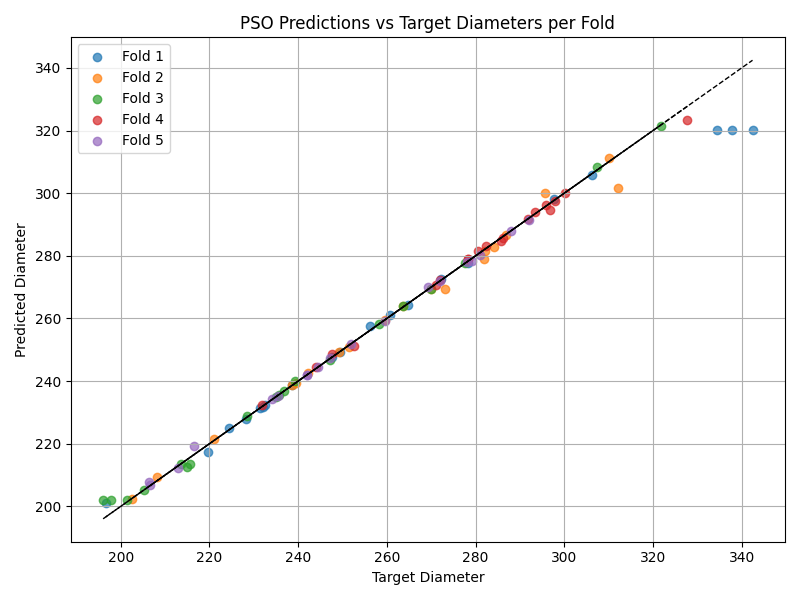 PSO Predictions vs Target Diameters per Fold
Fold 1
Fold 2
Fold 3
Fold 4
Fold 5
340
320
300
280
260
240
220
200
Predicted Diameter
200 220 240 260 280 300 320 340
Target Diameter